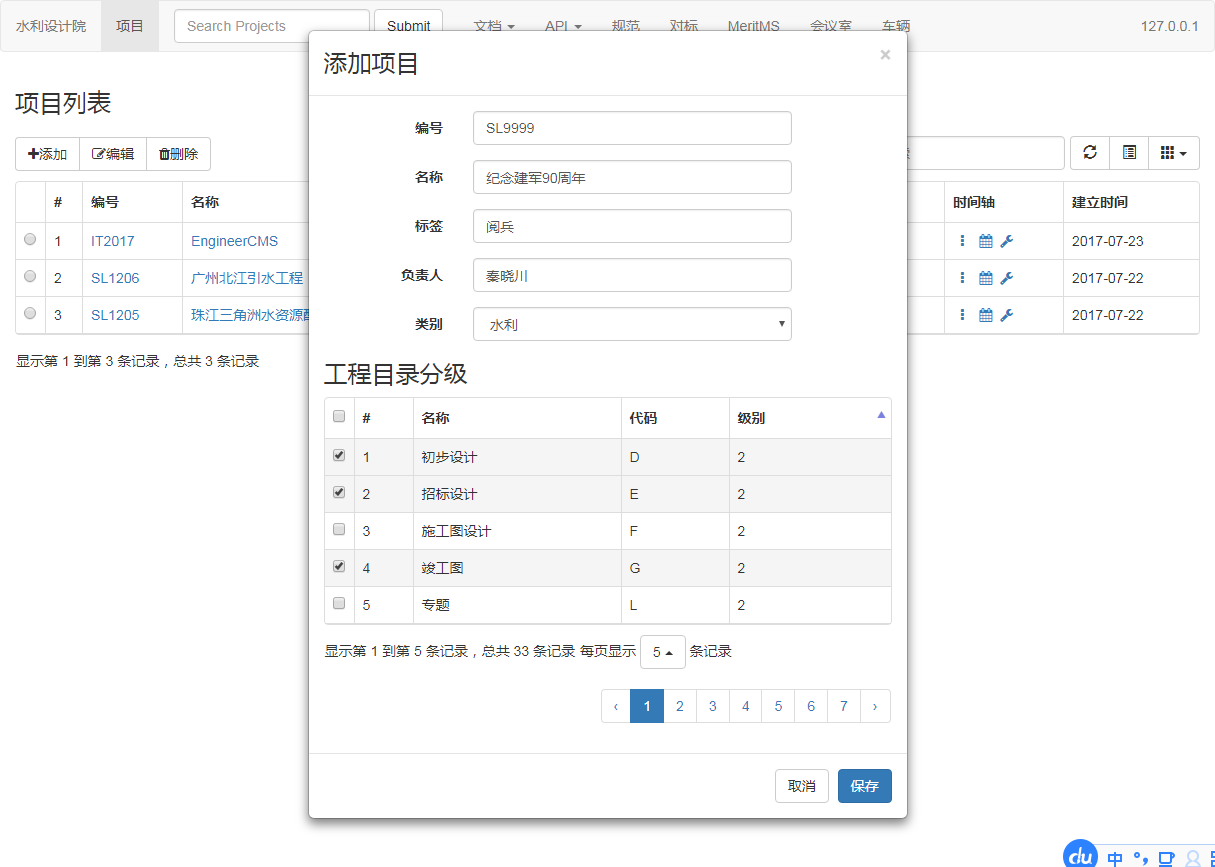 水利设计院 项目 Search Projects Submit 文档 API 规范 对标 MeritMS 会议室 车辆 127.0.0.1
添加项目 ×
项目列表
编号 SL9999
添加 编辑 删除
名称 纪念建军90周年
# 编号 名称 时间轴 建立时间
标签 阅兵
1 IT2017 EngineerCMS 2017-07-23
负责人 秦晓川
2 SL1206 广州北江引水工程 2017-07-22
3 SL1205 珠江三角洲水资源 2017-07-22
类别 水利
显示第 1 到第 3 条记录，总共 3 条记录
工程目录分级
# 名称 代码 级别
1 初步设计 D 2
2 招标设计 E 2
3 施工图设计 F 2
4 竣工图 G 2
5 专题 L 2
显示第 1 到第 5 条记录，总共 33 条记录 每页显示 5 条记录
‹ 1 2 3 4 5 6 7 ›
取消 保存
du 中